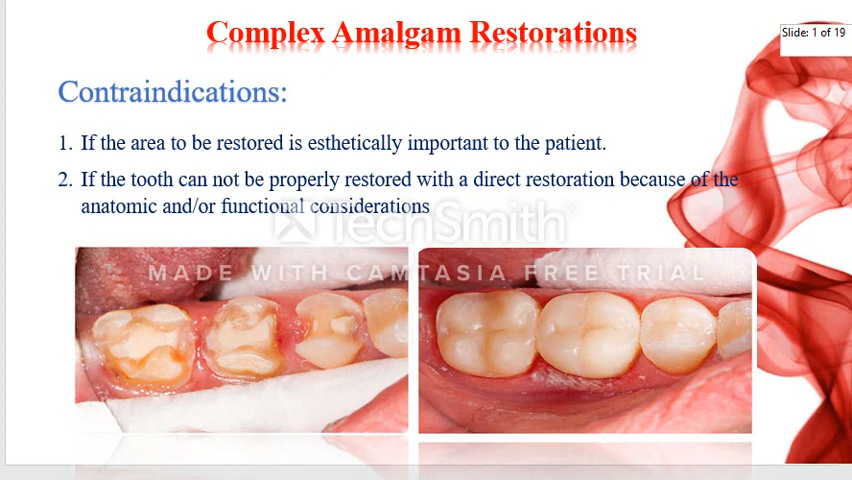 Complex Amalgam Restorations
Slide: 1 of 19
Contraindications:
1. If the area to be restored is esthetically important to the patient.
2. If the tooth can not be properly restored with a direct restoration because of the
anatomic and/or functional considerations
TechSmith
MADE WITH CAMTASIA FREE TRIAL